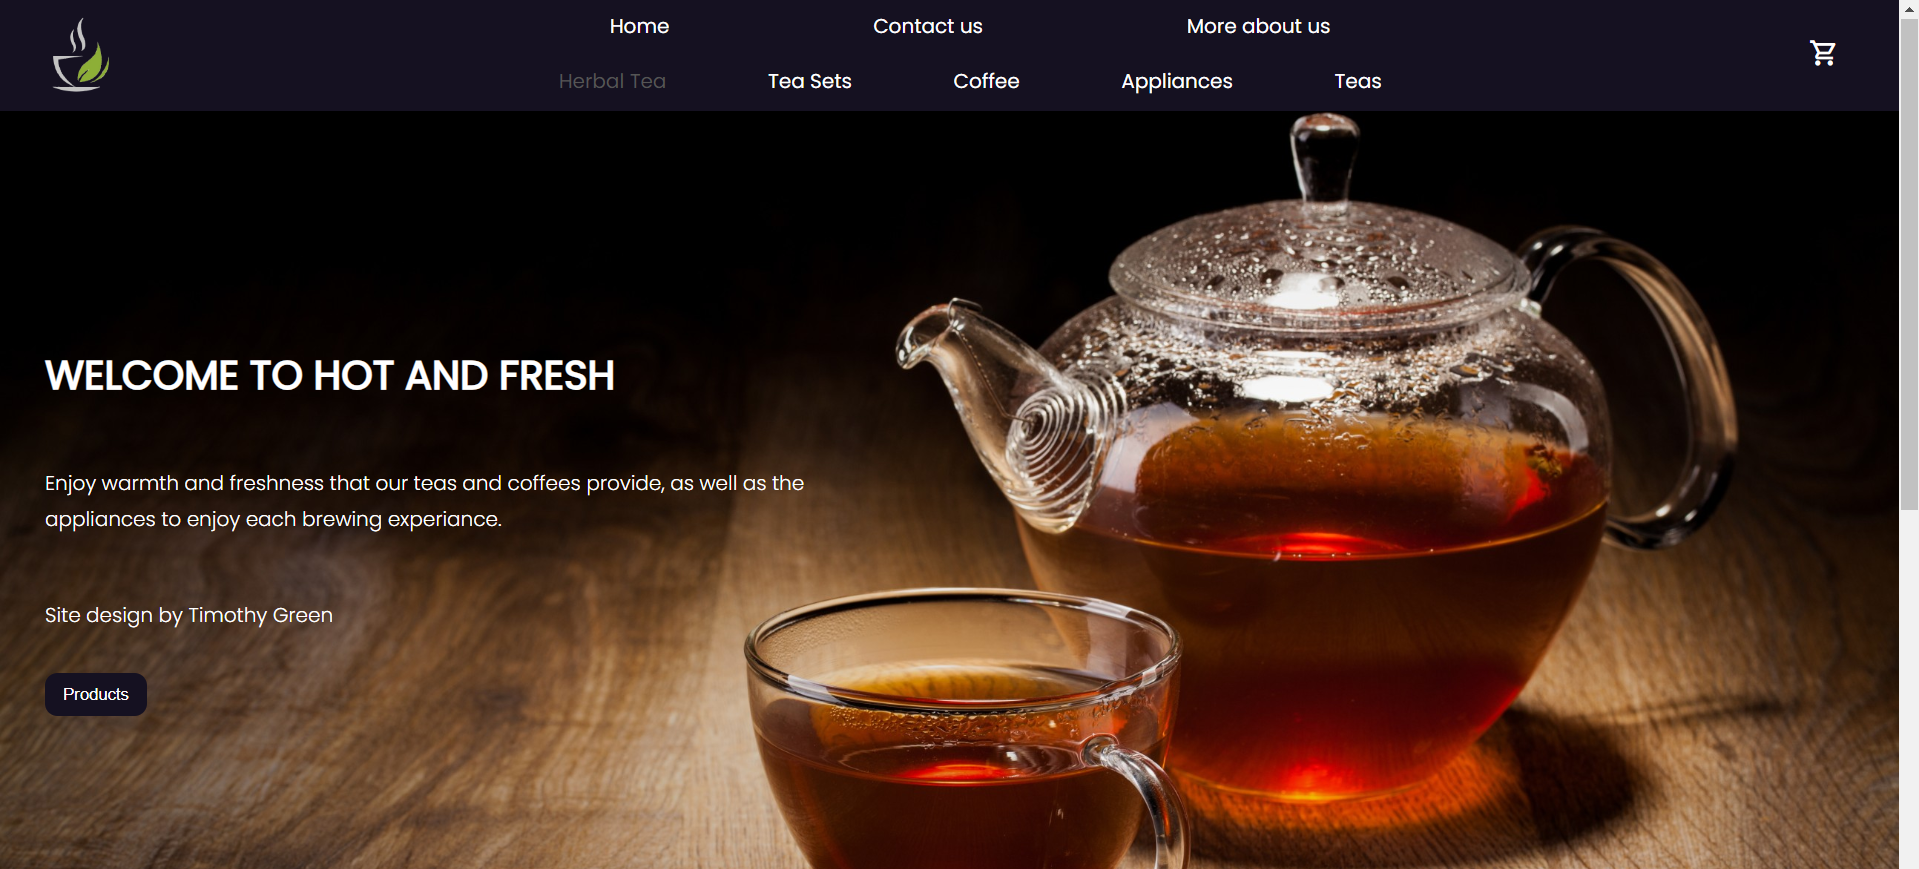 Home Contact us More about us
Herbal Tea Tea Sets Coffee Appliances Teas
WELCOME TO HOT AND FRESH
Enjoy warmth and freshness that our teas and coffees provide, as well as the
appliances to enjoy each brewing experiance.
Site design by Timothy Green
Products